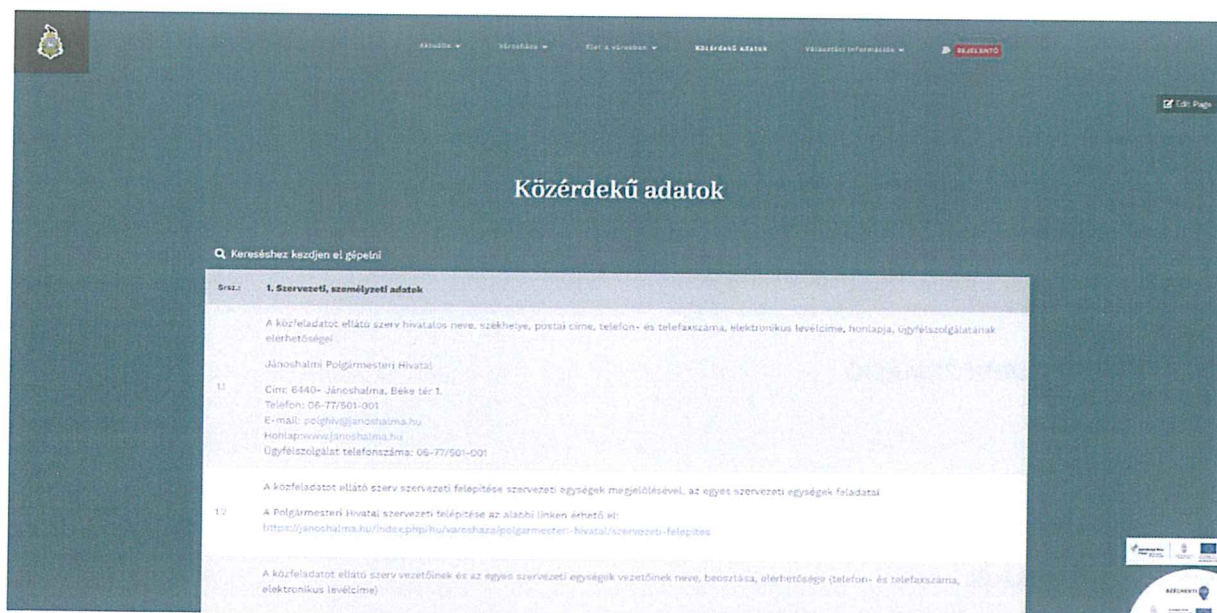 Aktuális
Városháza
Élet a városban
Közérdekű adatok
Választási információk
BEJELENTŐ
Edit Page
Közérdekű adatok
Kereséshez kezdjen el gépelni
Srsz.: 1. Szervezeti, személyzeti adatok
A közfeladatot ellátó szerv hivatalos neve, székhelye, postai címe, telefon- és telefaxszáma, elektronikus levélcíme, honlapja, ügyfélszolgálatának
elérhetőségei
Jánoshalmi Polgármesteri Hivatal
1.1 Cím: 6440- Jánoshalma, Béke tér 1.
Telefon: 06-77/501-001
E-mail: polghiv@janoshalma.hu
Honlap:www.janoshalma.hu
Ügyfélszolgálat telefonszáma: 06-77/501-001
A közfeladatot ellátó szerv szervezeti felépítése szervezeti egységek megjelölésével, az egyes szervezeti egységek feladatai
1.2 A Polgármesteri Hivatal szervezeti felépítése az alábbi linken érhető el:
https://janoshalma.hu/index.php/hu/varoshaza/polgarmesteri-hivatal/szervezeti-felepites
A közfeladatot ellátó szerv vezetőinek és az egyes szervezeti egységek vezetőinek neve, beosztása, elérhetősége (telefon- és telefaxszáma,
elektronikus levélcíme)
SZÉCHENYI